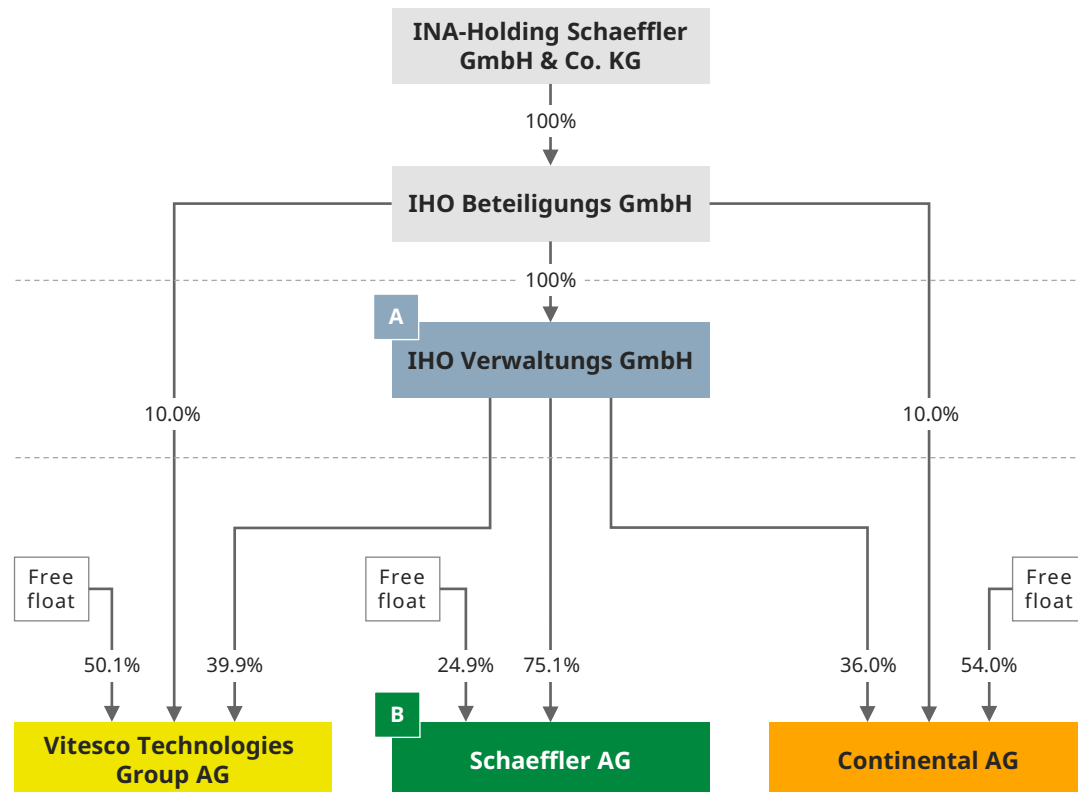 INA-Holding Schaeffler
GmbH & Co. KG
100%
IHO Beteiligungs GmbH
100%
A
IHO Verwaltungs GmbH
10.0%
10.0%
Free
float
Free
float
Free
float
50.1%
39.9%
24.9%
75.1%
36.0%
54.0%
B
Vitesco Technologies
Group AG
Schaeffler AG
Continental AG